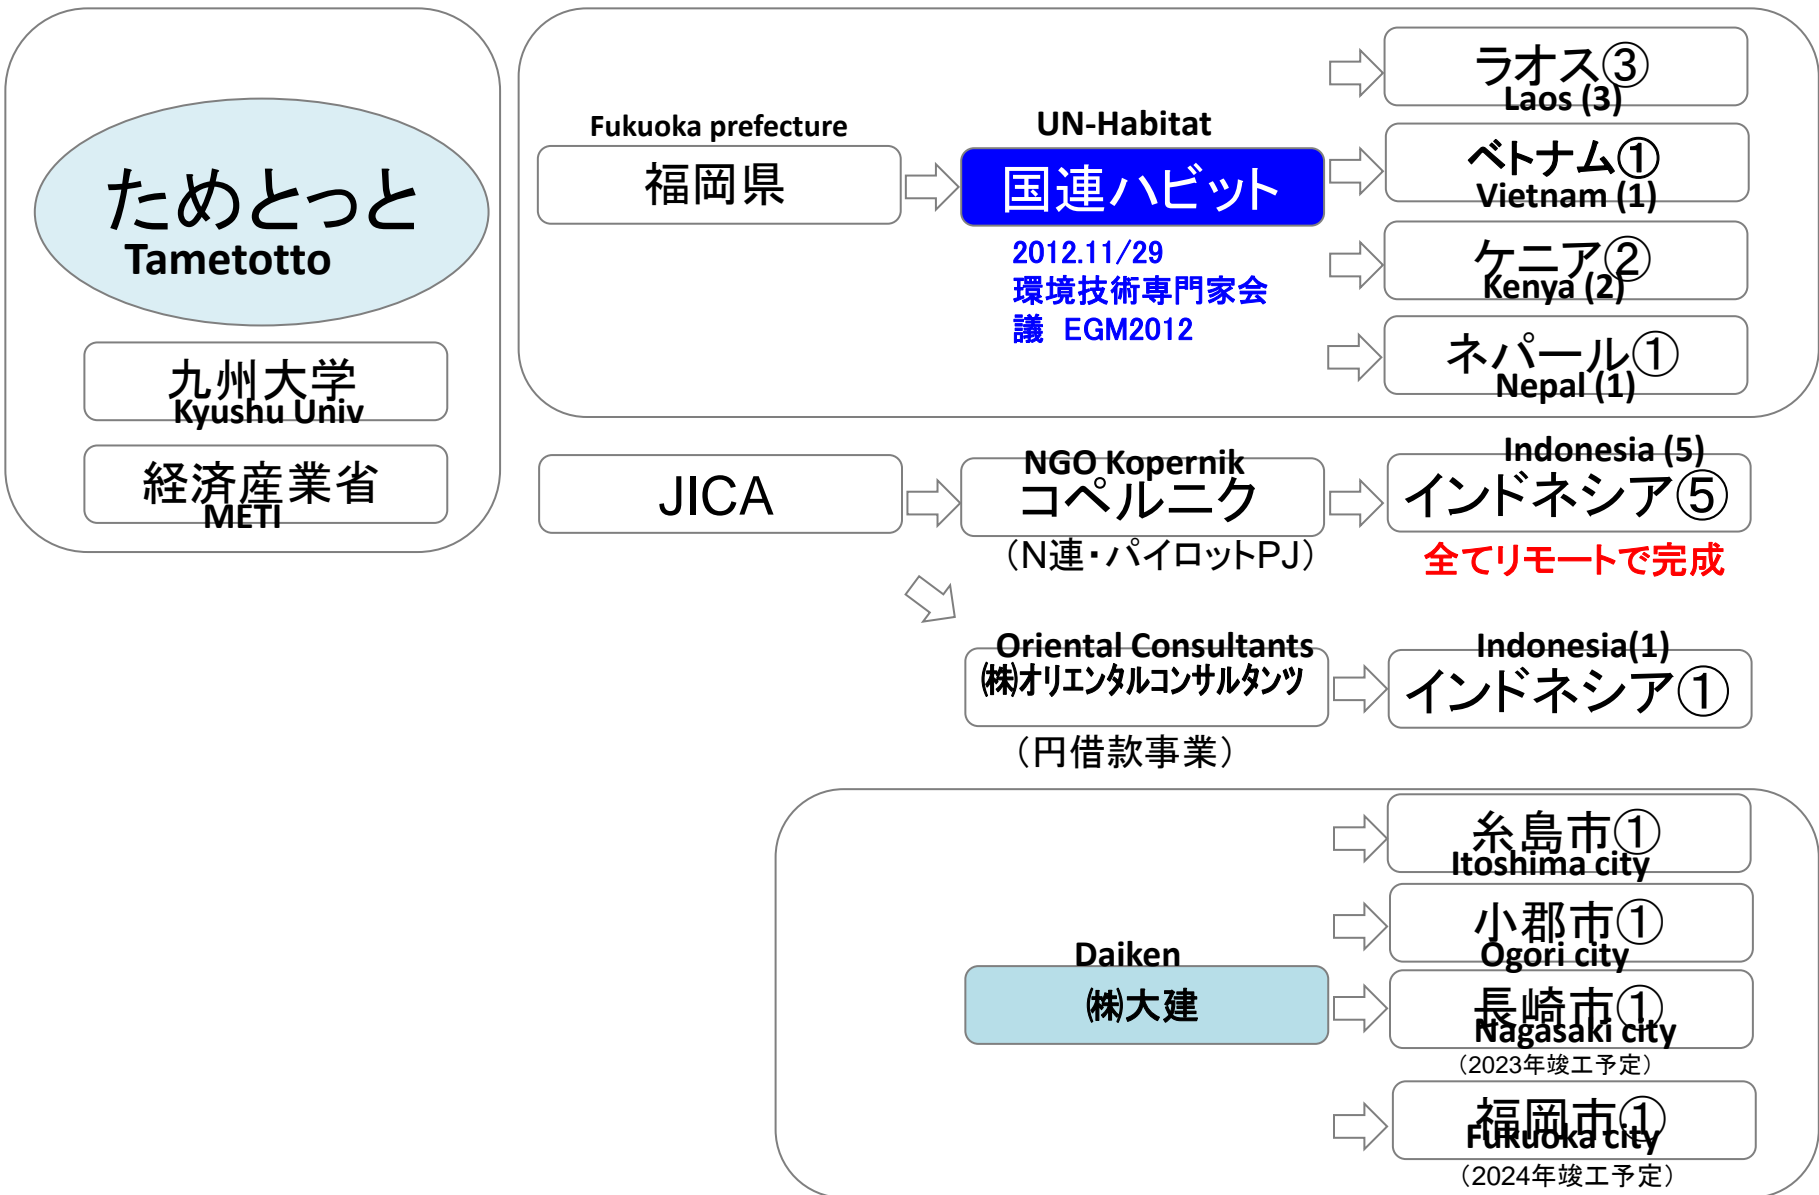 ためとっと
Tametotto
九州大学
Kyushu Univ
経済産業省
METI
Fukuoka prefecture
福岡県
UN-Habitat
国連ハビット
2012.11/29
環境技術専門家会
議 EGM2012
ラオス③
Laos (3)
ベトナム①
Vietnam (1)
ケニア②
Kenya (2)
ネパール①
Nepal (1)
JICA
NGO Kopernik
コペルニク
（N連・パイロットPJ）
Indonesia (5)
インドネシア⑤
全てリモートで完成
Oriental Consultants
㈱オリエンタルコンサルタンツ
（円借款事業）
Indonesia(1)
インドネシア①
Daiken
㈱大建
糸島市①
Itoshima city
小郡市①
Ogori city
長崎市①
Nagasaki city
（2023年竣工予定）
福岡市①
Fukuoka city
（2024年竣工予定）